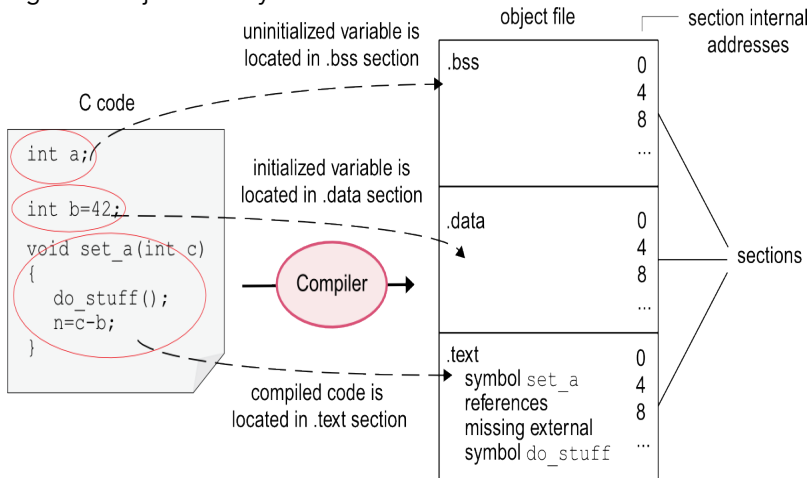 object file
section internal
addresses
uninitialized variable is
located in .bss section
C code
int a;
int b=42;
void set_a(int c)
{
do_stuff();
n=c-b;
}
initialized variable is
located in .data section
Compiler
compiled code is
located in .text section
.bss
0
4
8
...
.data
0
4
8
...
.text
symbol set_a
references
missing external
symbol do_stuff
0
4
8
...
sections